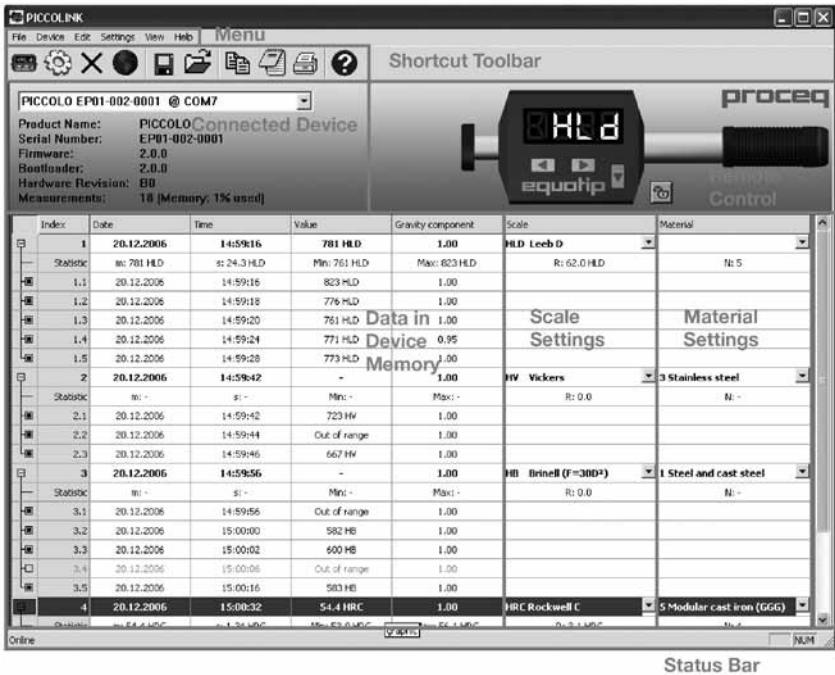 PICCOLINK
File Device Edit Settings View Help
Menu
Shortcut Toolbar
PICCOLO EP01-002-0001 @ COM7
Connected Device
Product Name: PICCOLO
Serial Number: EP01-002-0001
Firmware: 2.0.0
Bootloader: 2.0.0
Hardware Revision: B0
Measurements: 18 (Memory: 1% used)
proceq
HLd
equotip
Remote
Control
Index Date Time Value Gravity component Scale Material
1 20.12.2006 14:59:16 781 HLD 1.00 HLD Leeb D
Statistic m: 781 HLD s: 24.3 HLD Min: 761 HLD Max: 823 HLD R: 62.0 HLD N: 5
1.1 20.12.2006 14:59:16 823 HLD 1.00
1.2 20.12.2006 14:59:18 776 HLD 1.00
1.3 20.12.2006 14:59:20 761 HLD 1.00
1.4 20.12.2006 14:59:24 771 HLD 0.95
1.5 20.12.2006 14:59:28 773 HLD 1.00
Data in
Device
Memory
Scale
Settings
Material
Settings
2 20.12.2006 14:59:42 - 1.00 HV Vickers 3 Stainless steel
Statistic m: - s: - Min: - Max: - R: 0.0 N: -
2.1 20.12.2006 14:59:42 723 HV 1.00
2.2 20.12.2006 14:59:44 Out of range 1.00
2.3 20.12.2006 14:59:46 667 HV 1.00
3 20.12.2006 14:59:56 - 1.00 HB Brinell (F=30D²) 1 Steel and cast steel
Statistic m: - s: - Min: - Max: - R: 0.0 N: -
3.1 20.12.2006 14:59:56 Out of range 1.00
3.2 20.12.2006 15:00:00 582 HB 1.00
3.3 20.12.2006 15:00:02 600 HB 1.00
3.4 20.12.2006 15:00:06 Out of range 1.00
3.5 20.12.2006 15:00:16 583 HB 1.00
4 20.12.2006 15:00:32 54.4 HRC 1.00 HRC Rockwell C 5 Modular cast iron (GGG)
graphic
Online NUM
Status Bar